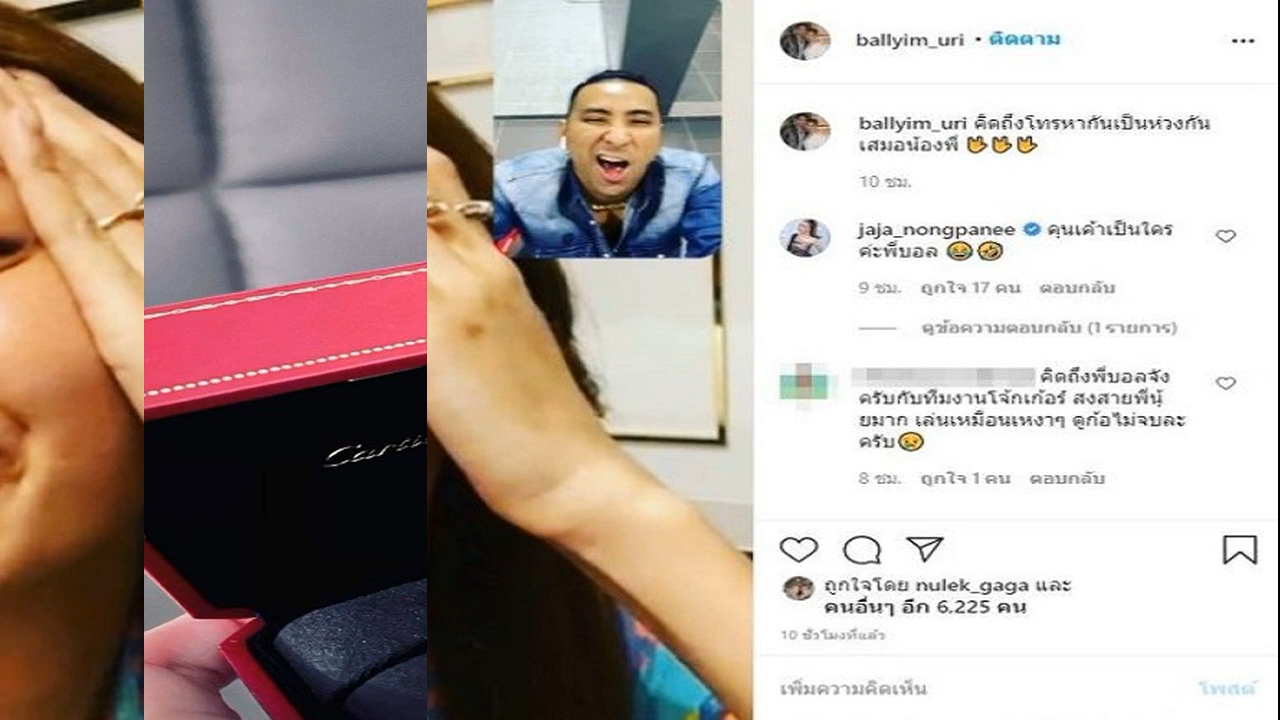 Cartier
ballyim_uri • ติดตาม
ballyim_uri คิดถึงโทรหากันเป็นห่วงกัน
เสมอน้องพี่ 🤟🤟🤟
10 ชม.
jaja_nongpanee คุณเค้าเป็นใคร
ค่ะพี่บอล 😂🤣
9 ชม. ถูกใจ 17 คน ตอบกลับ
ดูข้อความตอบกลับ (1 รายการ)
คิดถึงพี่บอลจัง
ครับกับทีมงานโจ้กเก้อร์ สงสายพี่นุ้
ยมาก เล่นเหมือนเหงาๆ ดูก้อไม่จบละ
ครับ😢
8 ชม. ถูกใจ 1 คน ตอบกลับ
ถูกใจโดย nulek_gaga และ
คนอื่นๆ อีก 6,225 คน
10 ชั่วโมงที่แล้ว
เพิ่มความคิดเห็น โพสต์